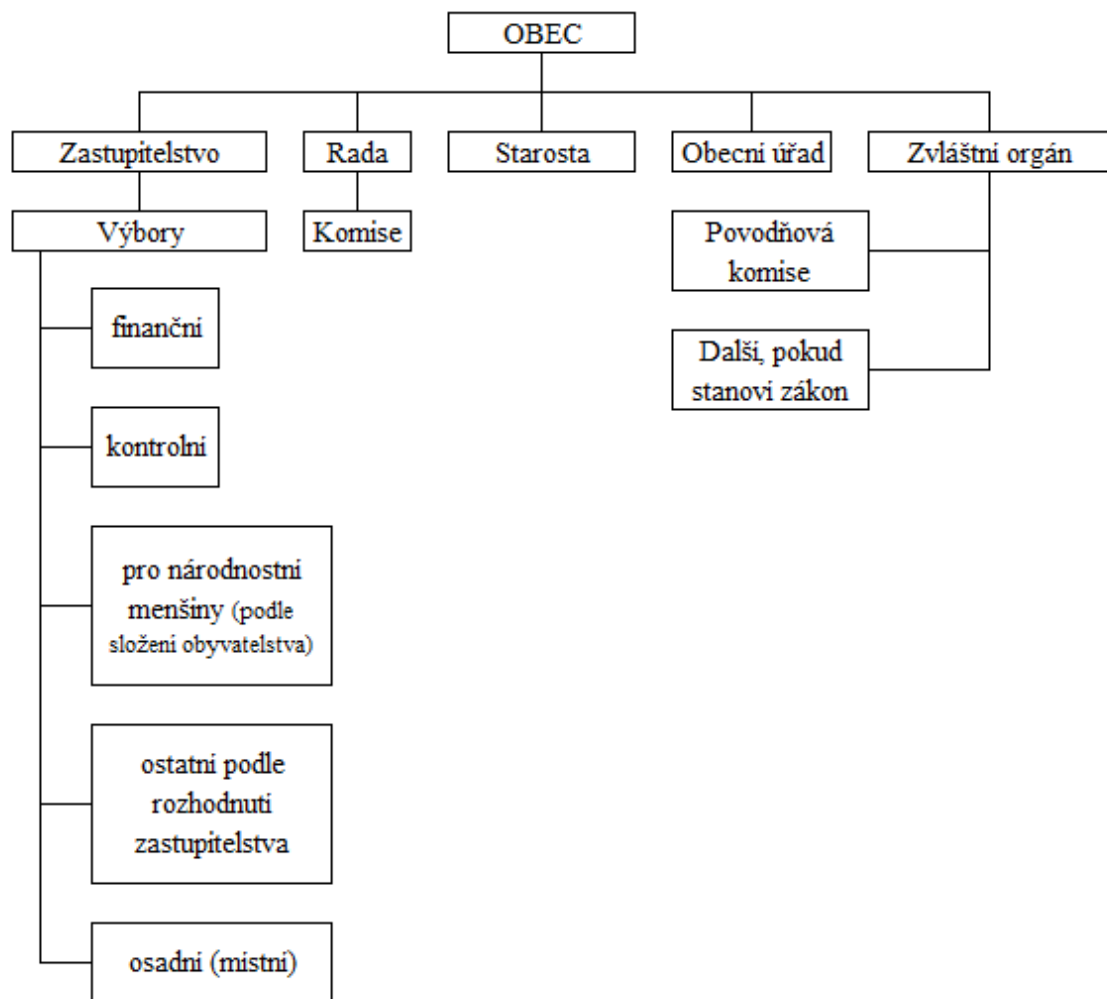 OBEC
Zastupitelstvo
Rada
Starosta
Obecní úřad
Zvláštní orgán
Výbory
Komise
Povodňová
komise
Další, pokud
stanoví zákon
finanční
kontrolní
pro národnostní
menšiny (podle
složení obyvatelstva)
ostatní podle
rozhodnutí
zastupitelstva
osadní (místní)